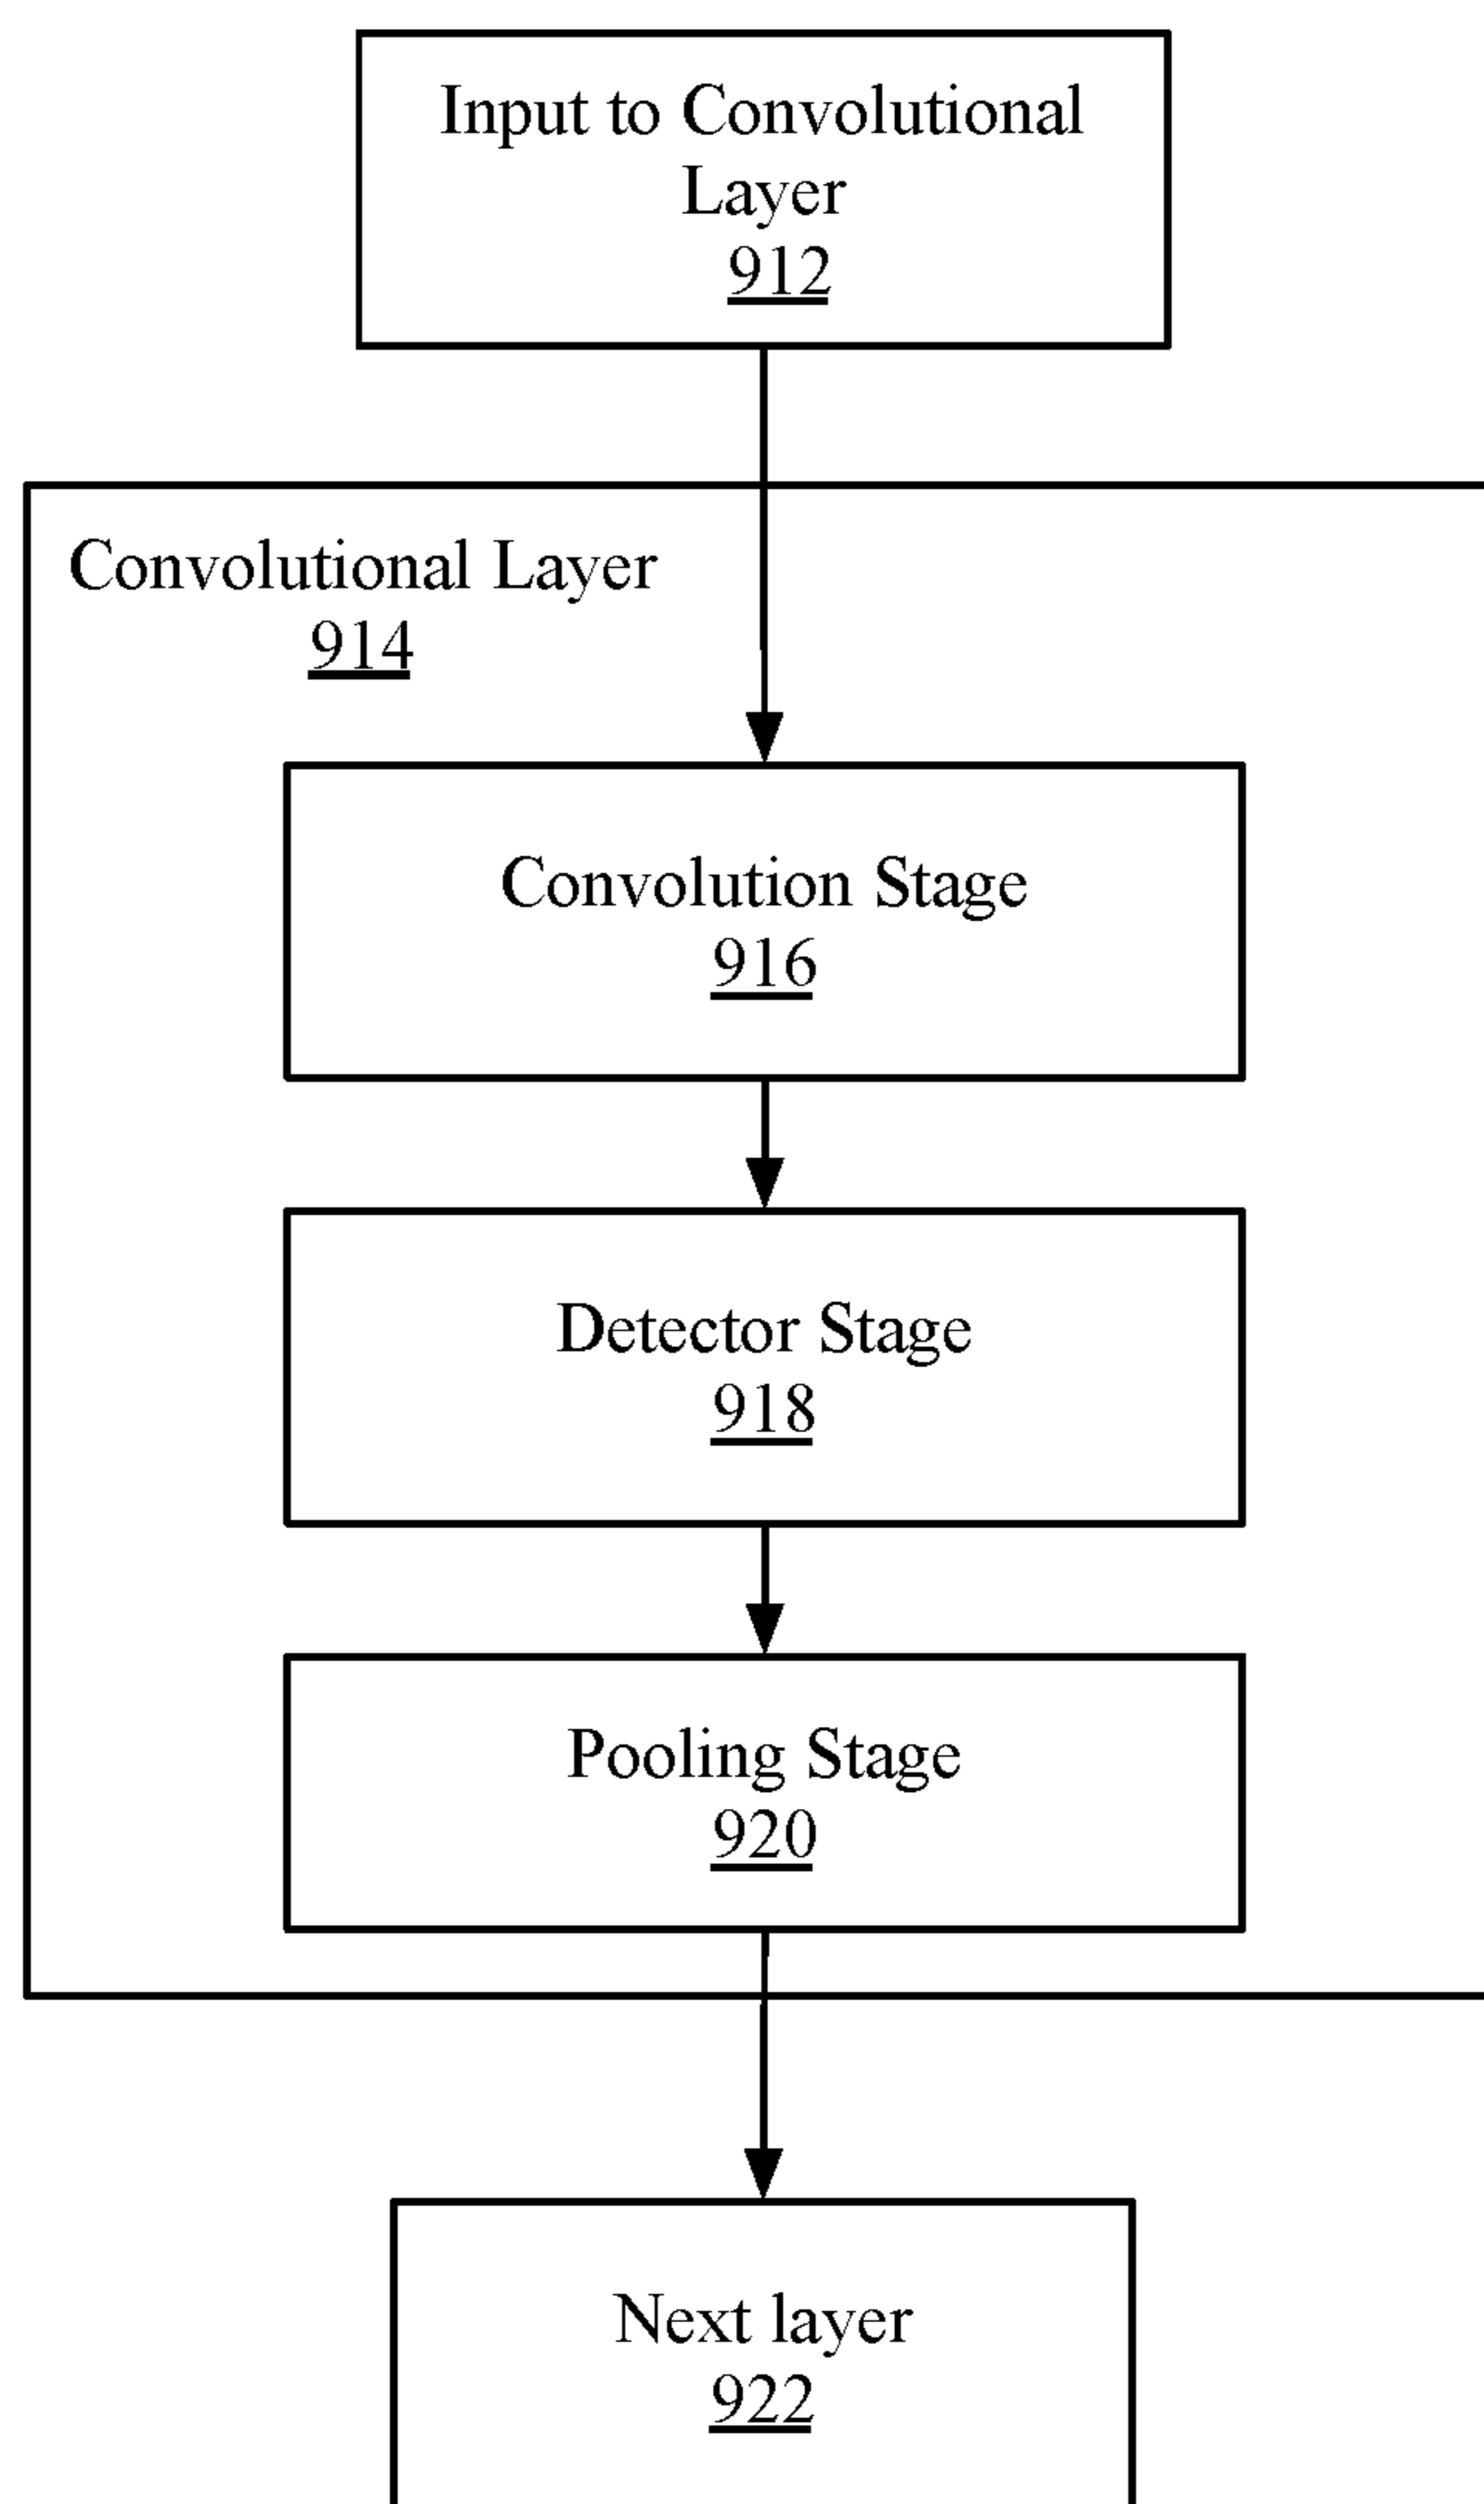 Input to Convolutional
Layer
912
Convolutional Layer
914
Convolution Stage
916
Detector Stage
918
Pooling Stage
920
Next layer
922